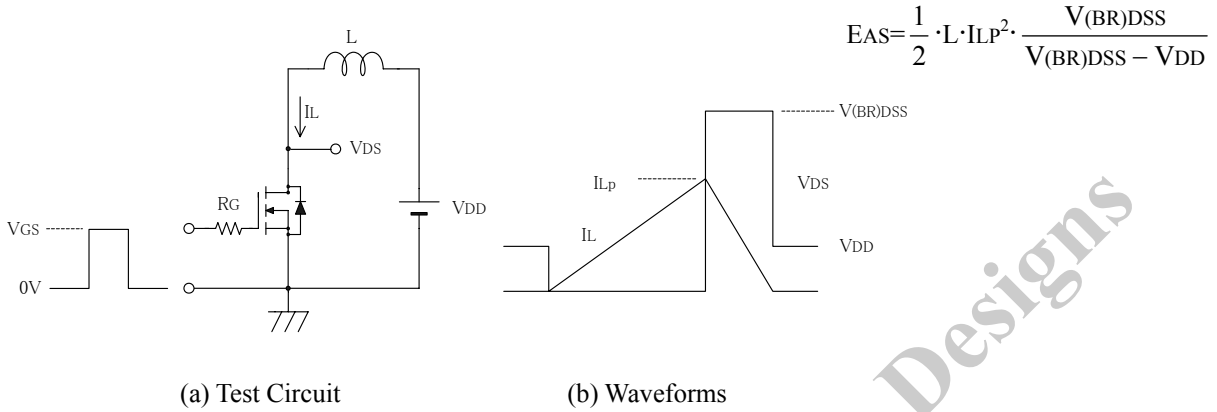 EAS=1/2 ·L·ILP²· V(BR)DSS/V(BR)DSS – VDD
L
IL
VDS
RG
VDD
VGS
0V
V(BR)DSS
ILp
VDS
IL
VDD
(a) Test Circuit
(b) Waveforms
Designs